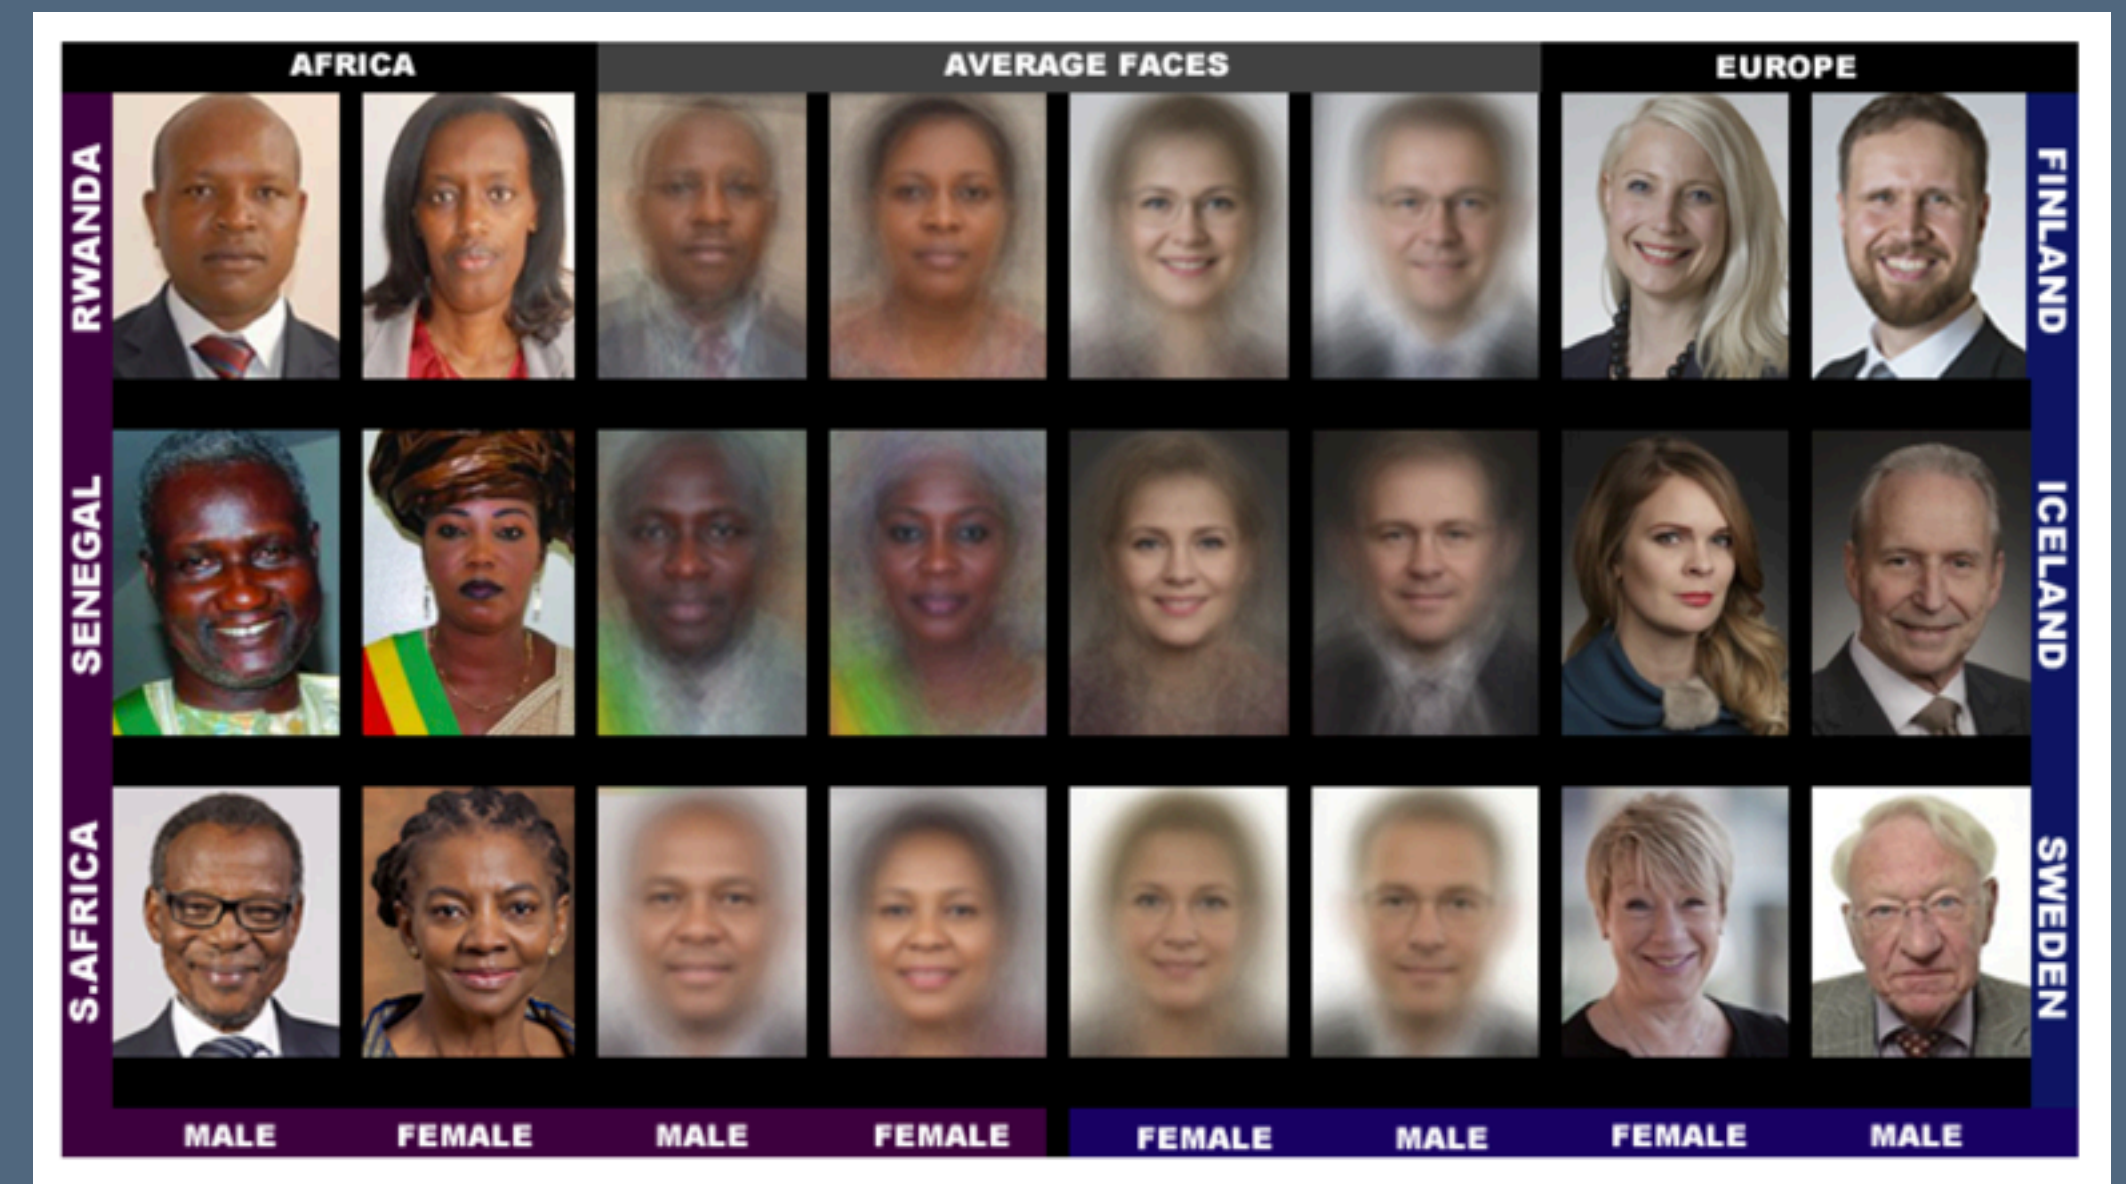 AFRICA
AVERAGE FACES
EUROPE
RWANDA
FINLAND
SENEGAL
ICELAND
S.AFRICA
SWEDEN
MALE
FEMALE
MALE
FEMALE
FEMALE
MALE
FEMALE
MALE